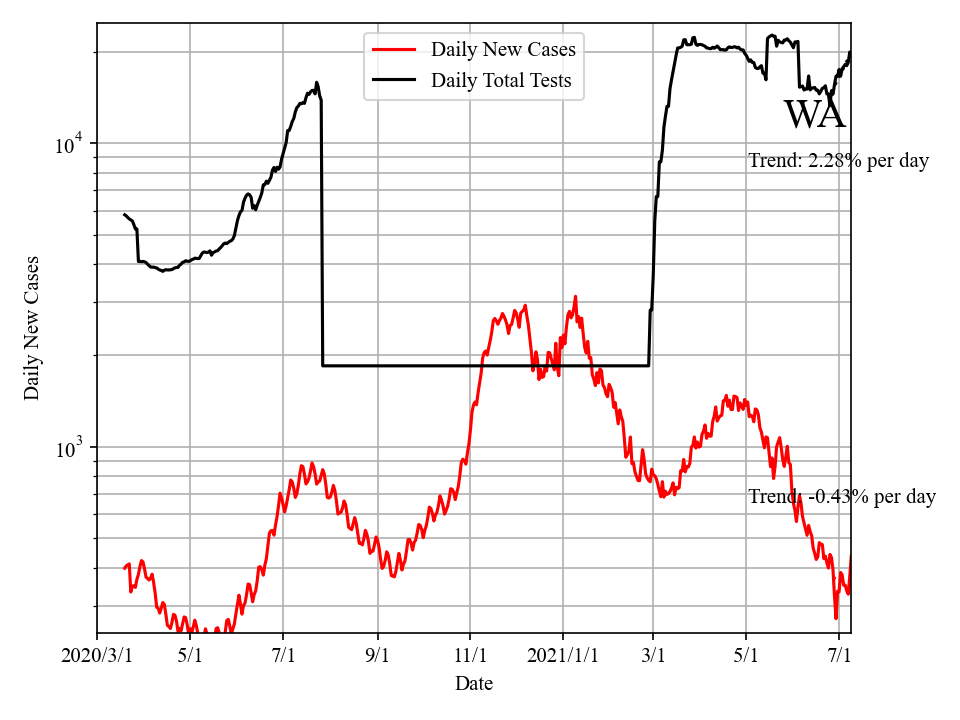 Daily New Cases
Daily Total Tests
WA
Trend: 2.28% per day
Trend: -0.43% per day
10^4
10^3
Daily New Cases
2020/3/1 5/1 7/1 9/1 11/1 2021/1/1 3/1 5/1 7/1
Date